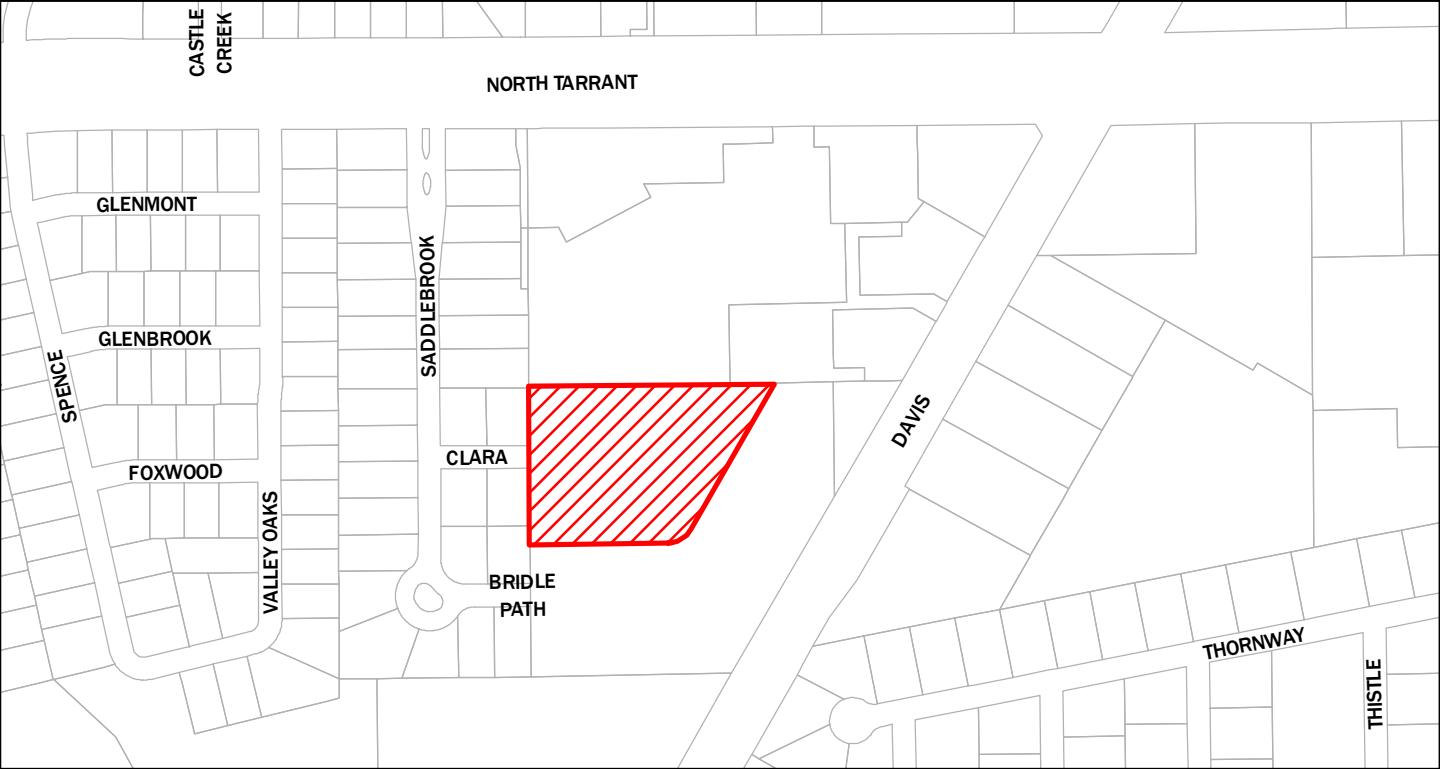 CASTLE
CREEK
NORTH TARRANT
GLENMONT
SADDLEBROOK
GLENBROOK
SPENCE
DAVIS
CLARA
FOXWOOD
VALLEY OAKS
BRIDLE
PATH
THORNWAY
THISTLE